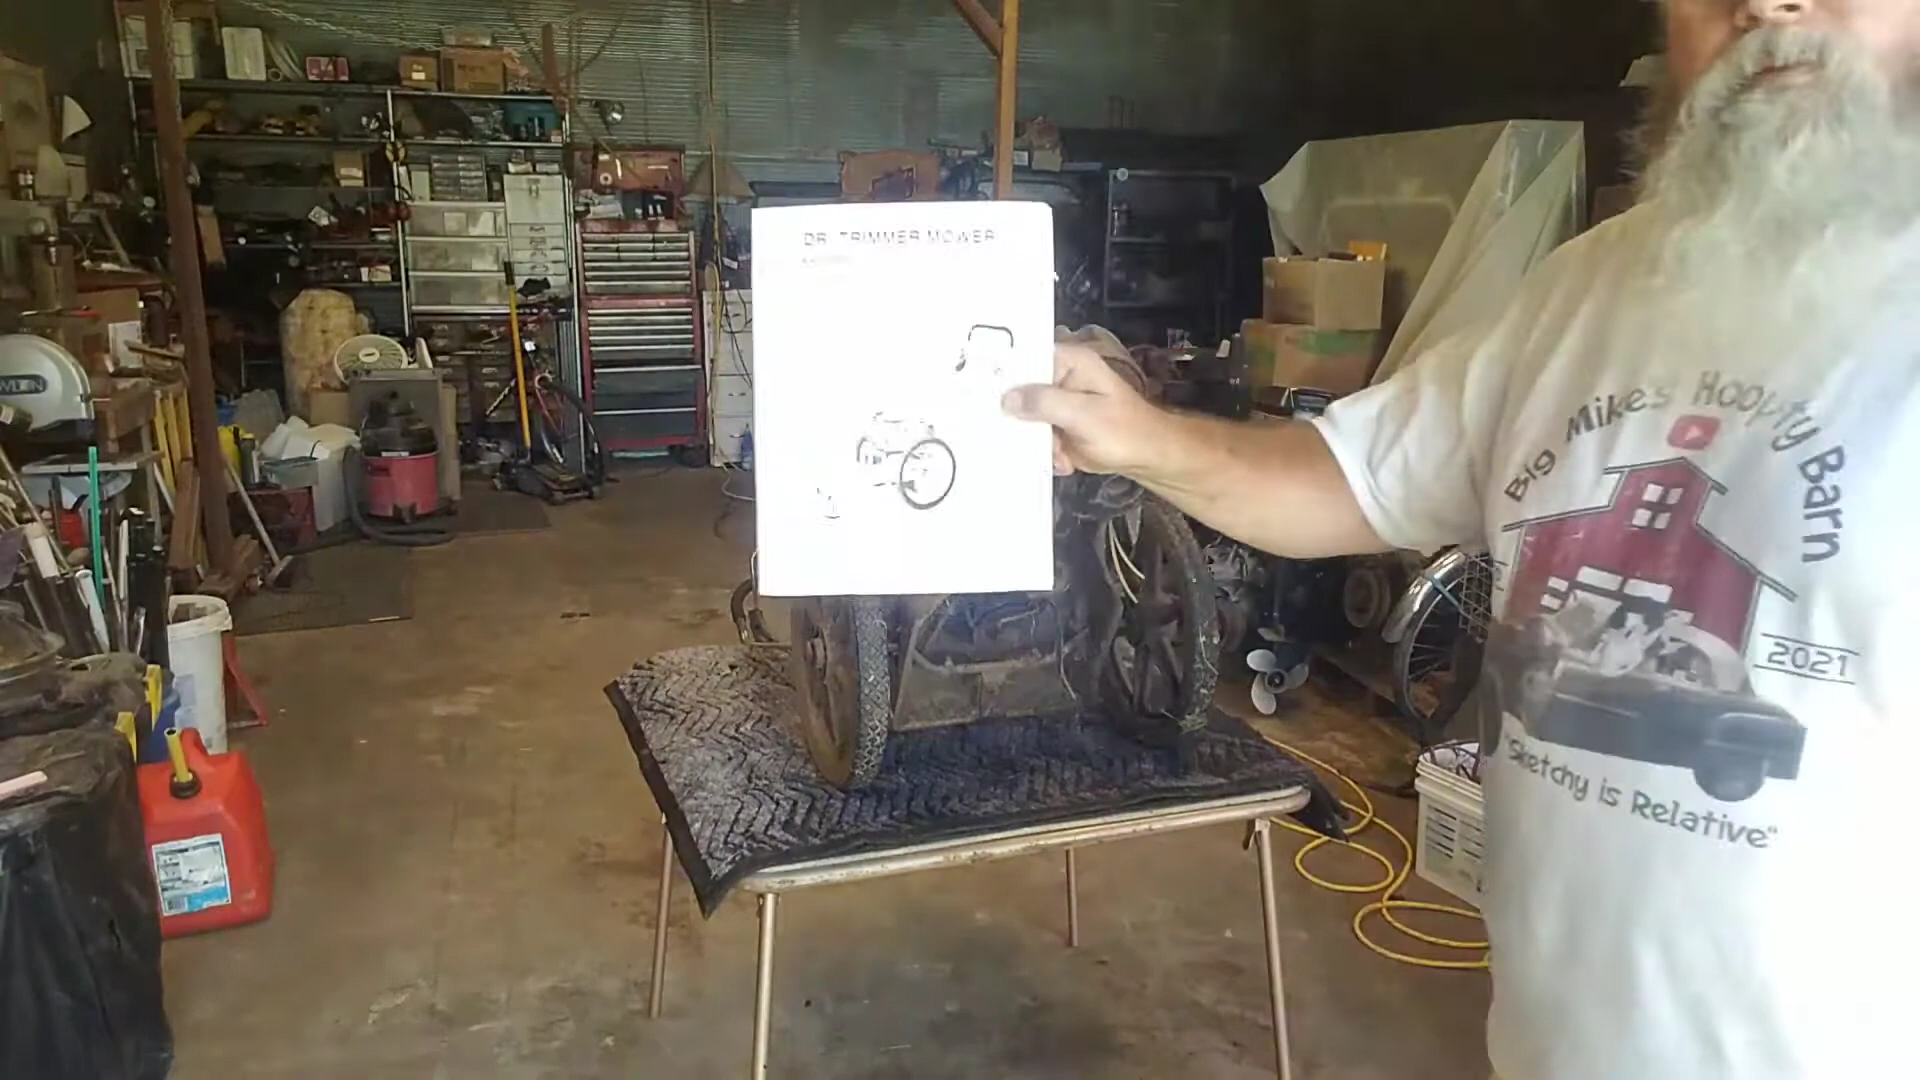 DR. TRIMMER MOWER
Big Mikes Hoopty Barn
2021
"Sketchy is Relative"